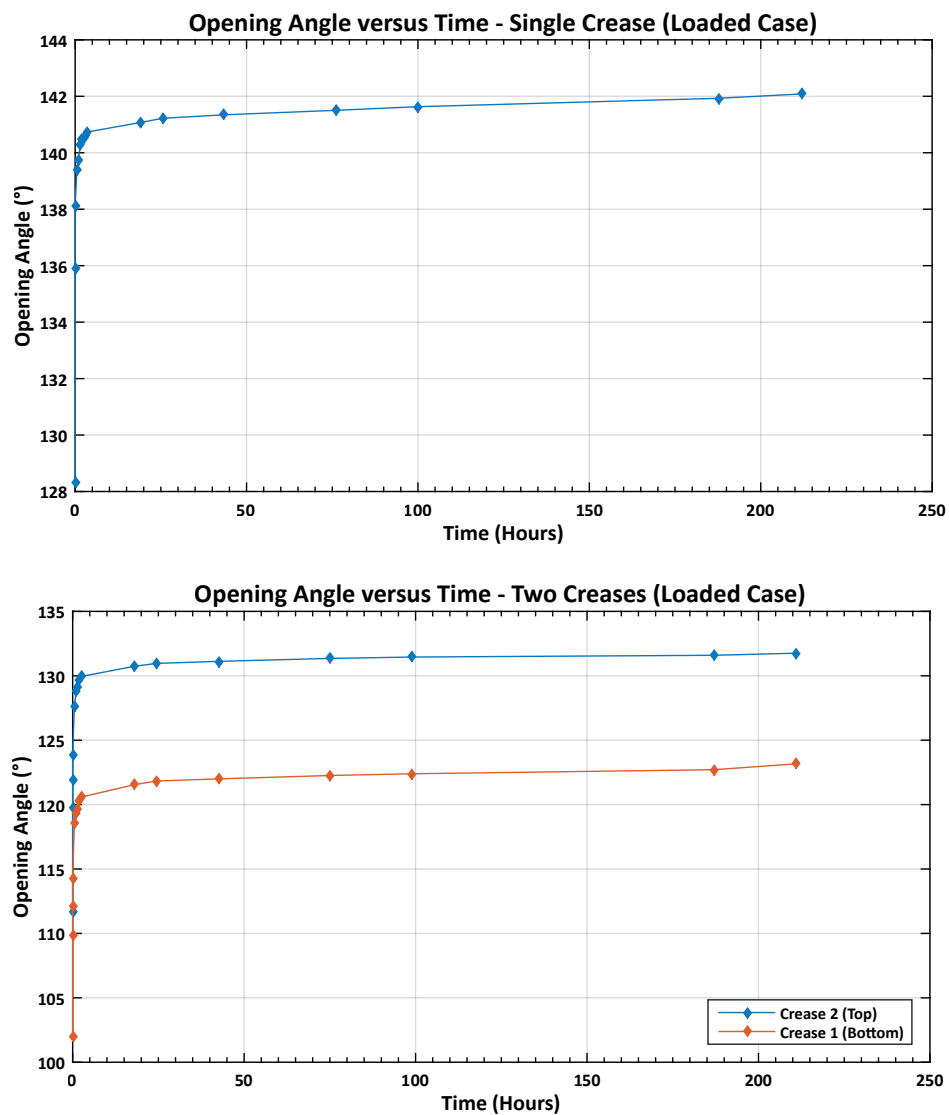 Opening Angle versus Time - Single Crease (Loaded Case)
144
142
140
138
136
134
132
130
128
Opening Angle (°)
0 50 100 150 200 250
Time (Hours)
Opening Angle versus Time - Two Creases (Loaded Case)
135
130
125
120
115
110
105
100
Opening Angle (°)
Crease 2 (Top)
Crease 1 (Bottom)
0 50 100 150 200 250
Time (Hours)